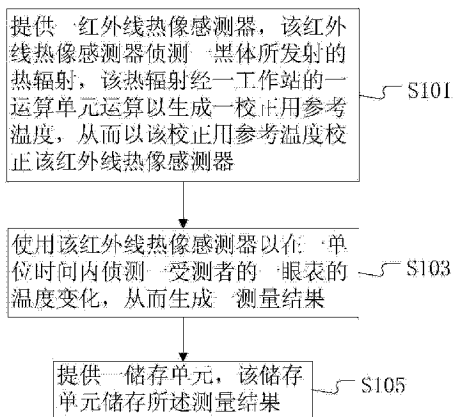 提供一红外线热像感测器，该红外
线热像感测器侦测一黑体所发射的
热辐射，该热辐射经一工作站的一
运算单元运算以生成一校正用参考
温度，从而以该校正用参考温度校
正该红外线热像感测器
S101
使用该红外线热像感测器以在一单
位时间内侦测一受测者的一眼表的
温度变化，从而生成一测量结果
S103
提供一储存单元，该储存
单元储存所述测量结果
S105